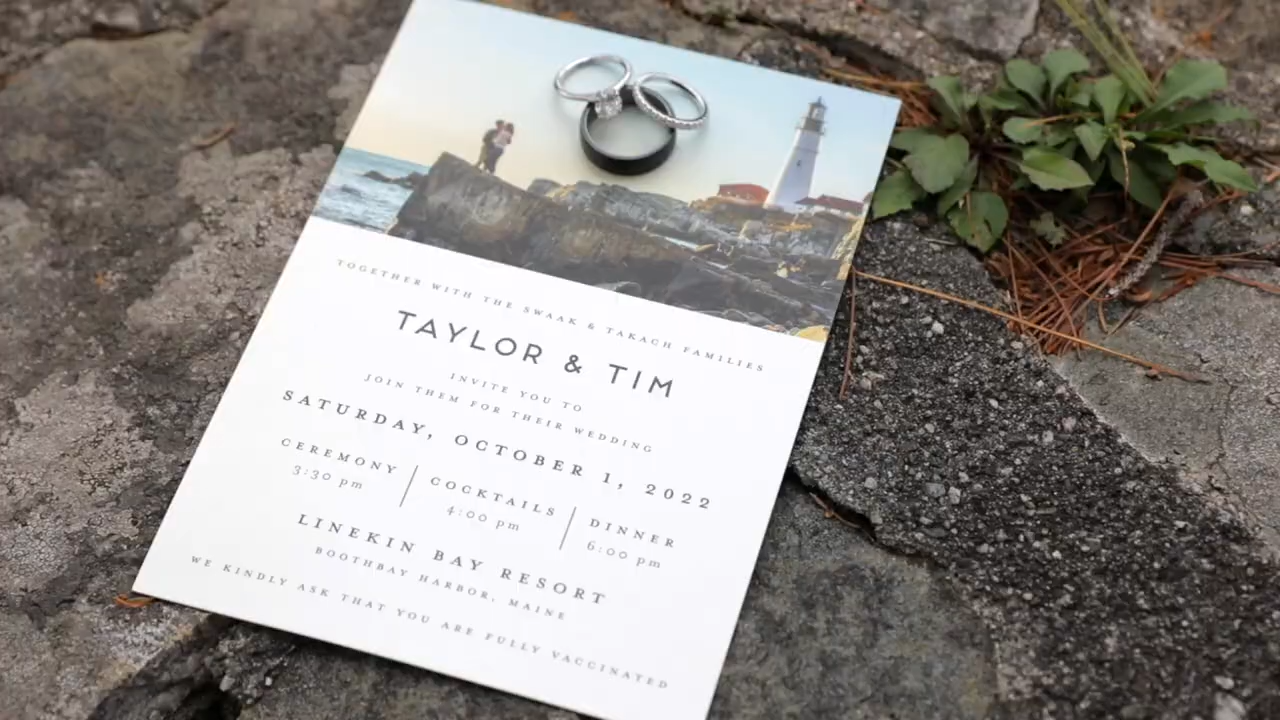 TOGETHER WITH THE SWAAK & TAKACH FAMILIES
TAYLOR & TIM
INVITE YOU TO
JOIN THEM FOR THEIR WEDDING
SATURDAY, OCTOBER 1, 2022
CEREMONY
3:30 pm
COCKTAILS
4:00 pm
DINNER
6:00 pm
LINEKIN BAY RESORT
BOOTHBAY HARBOR, MAINE
WE KINDLY ASK THAT YOU ARE FULLY VACCINATED